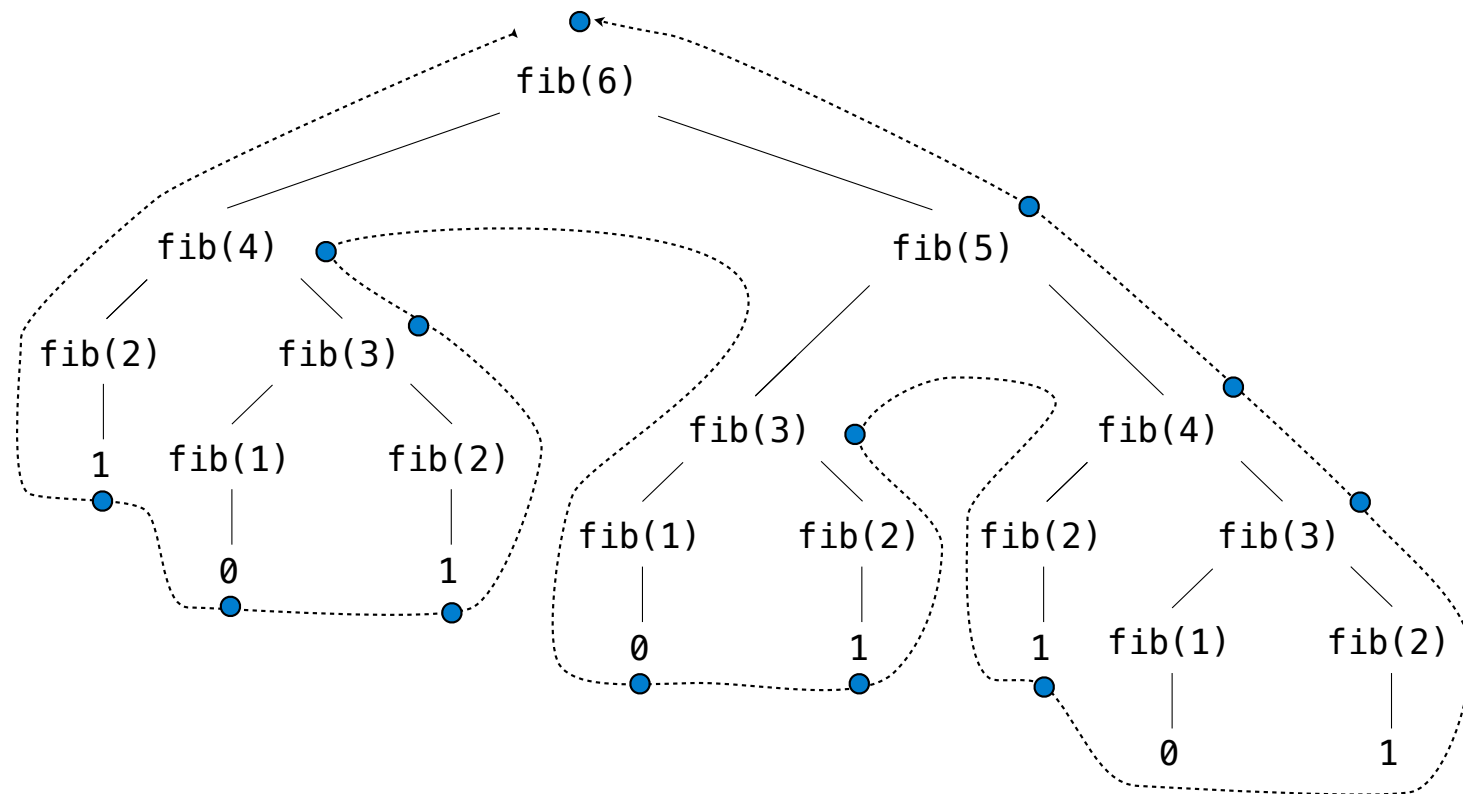 fib(6)
fib(4) fib(5)
fib(2) fib(3)
fib(3) fib(4)
1 fib(1) fib(2)
fib(1) fib(2) fib(2) fib(3)
0 1
0 1 1 fib(1) fib(2)
0 1